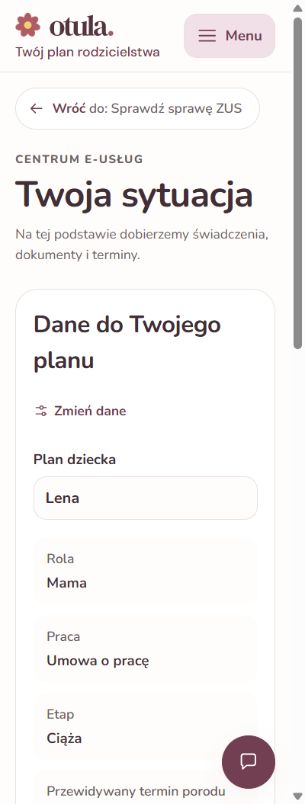 otula.
Twój plan rodzicielstwa
Menu
Wróć do: Sprawdź sprawę ZUS
CENTRUM E-USŁUG
Twoja sytuacja
Na tej podstawie dobierzemy świadczenia,
dokumenty i terminy.
Dane do Twojego
planu
Zmień dane
Plan dziecka
Lena
Rola
Mama
Praca
Umowa o pracę
Etap
Ciąża
Przewidywany termin porodu